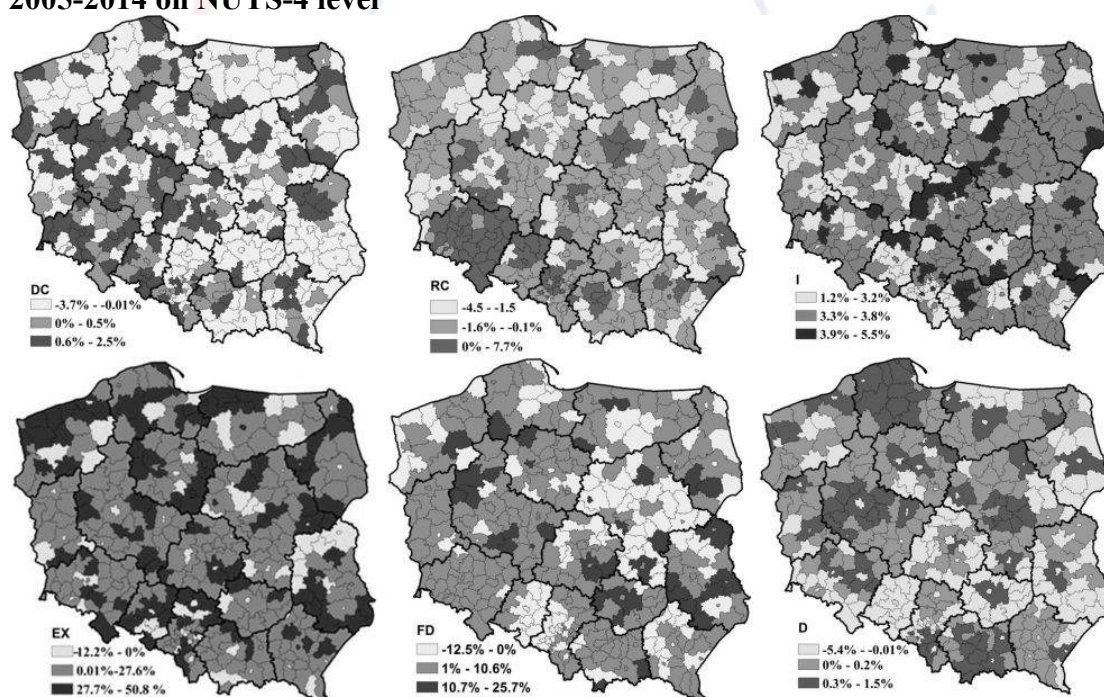 2005-2014 on NUTS-4 level
DC
-3.7% - -0.01%
0% - 0.5%
0.6% - 2.5%
RC
-4.5 - -1.5
-1.6% - -0.1%
0% - 7.7%
I
1.2% - 3.2%
3.3% - 3.8%
3.9% - 5.5%
EX
-12.2% - 0%
0.01%-27.6%
27.7% - 50.8 %
FD
-12.5% - 0%
1% - 10.6%
10.7% - 25.7%
D
-5.4% - -0.01%
0% - 0.2%
0.3% - 1.5%